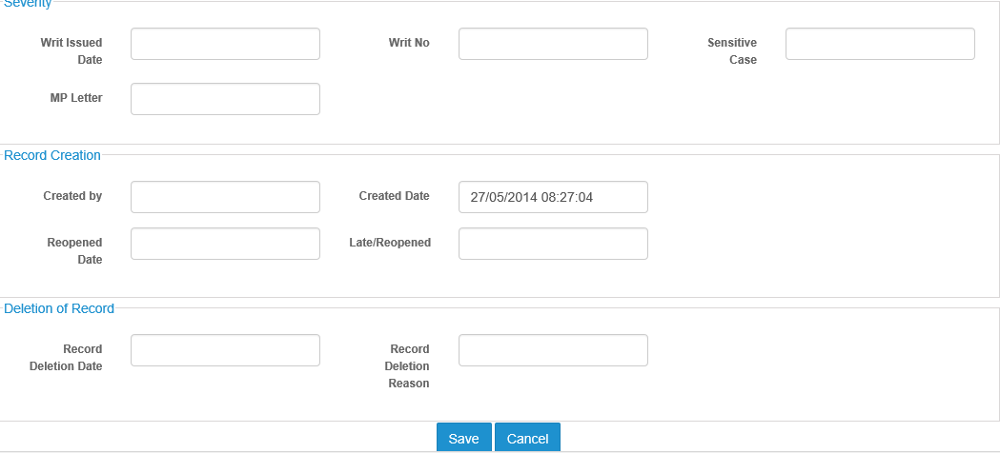 Severity
Writ Issued
Date
Writ No
Sensitive
Case
MP Letter
Record Creation
Created by
Created Date
27/05/2014 08:27:04
Reopened
Date
Late/Reopened
Deletion of Record
Record
Deletion Date
Record
Deletion
Reason
Save
Cancel